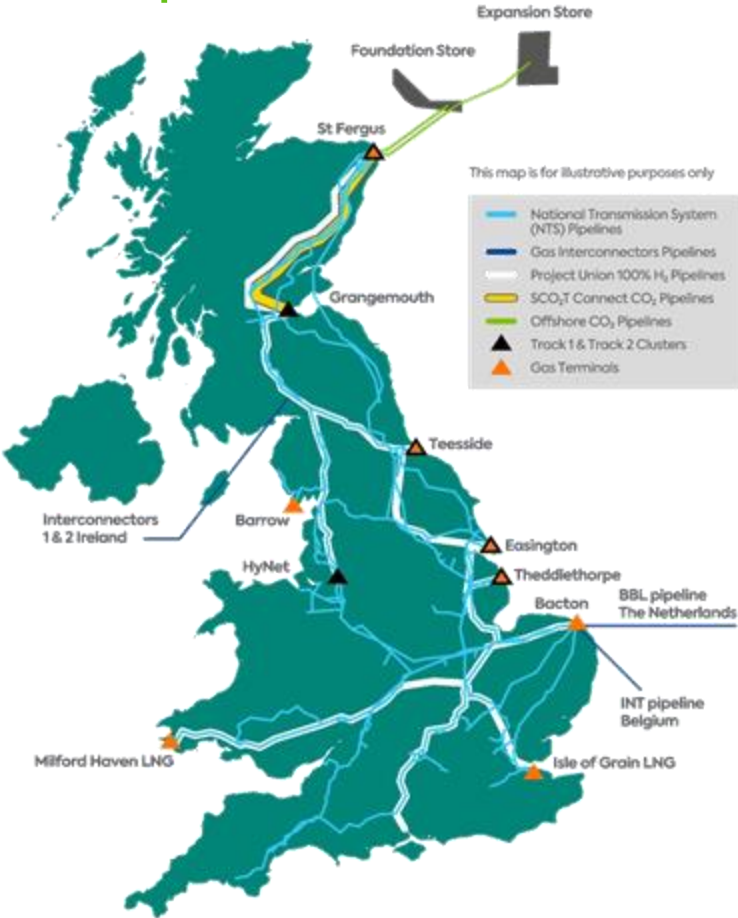 Expansion Store
Foundation Store
St Fergus
This map is for illustrative purposes only
National Transmission System
(NTS) Pipelines
Gas Interconnectors Pipelines
Project Union 100% H₂ Pipelines
SCO₂T Connect CO₂ Pipelines
Offshore CO₂ Pipelines
Track 1 & Track 2 Clusters
Gas Terminals
Grangemouth
Teesside
Interconnectors
1 & 2 Ireland
Barrow
Easington
HyNet
Theddlethorpe
Bacton
BBL pipeline
The Netherlands
INT pipeline
Belgium
Milford Haven LNG
Isle of Grain LNG